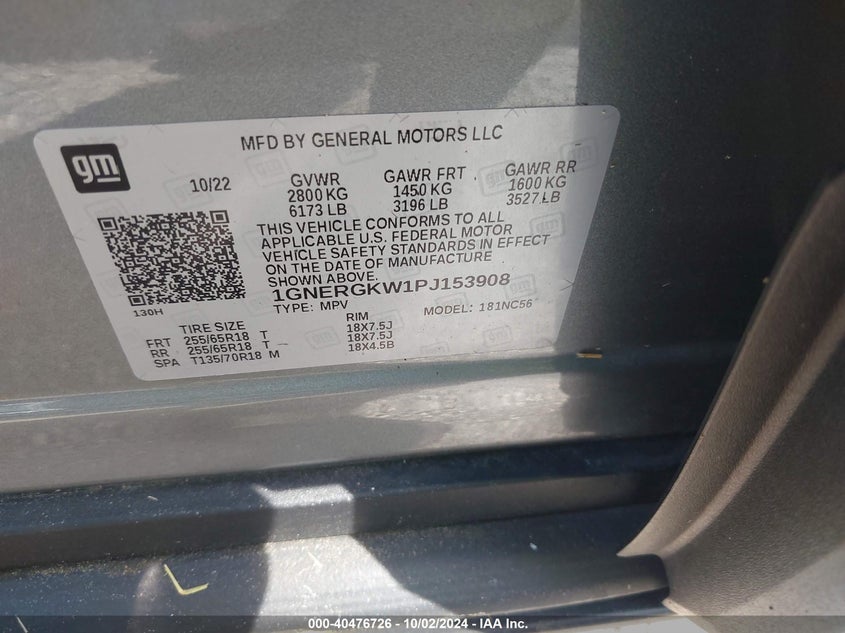 MFD BY GENERAL MOTORS LLC
gm
10/22
GVWR
2800 KG
6173 LB
GAWR FRT
1450 KG
3196 LB
GAWR RR
1600 KG
3527 LB
THIS VEHICLE CONFORMS TO ALL
APPLICABLE U.S. FEDERAL MOTOR
VEHICLE SAFETY STANDARDS IN EFFECT
ON THE DATE OF MANUFACTURE
SHOWN ABOVE.
1GNERGKW1PJ153908
TYPE: MPV
MODEL: 181NC56
130H
TIRE SIZE
RIM
FRT 255/65R18 T 18X7.5J
RR 255/65R18 T 18X7.5J
SPA T135/70R18 M 18X4.5B
000-40476726 - 10/02/2024 - IAA Inc.